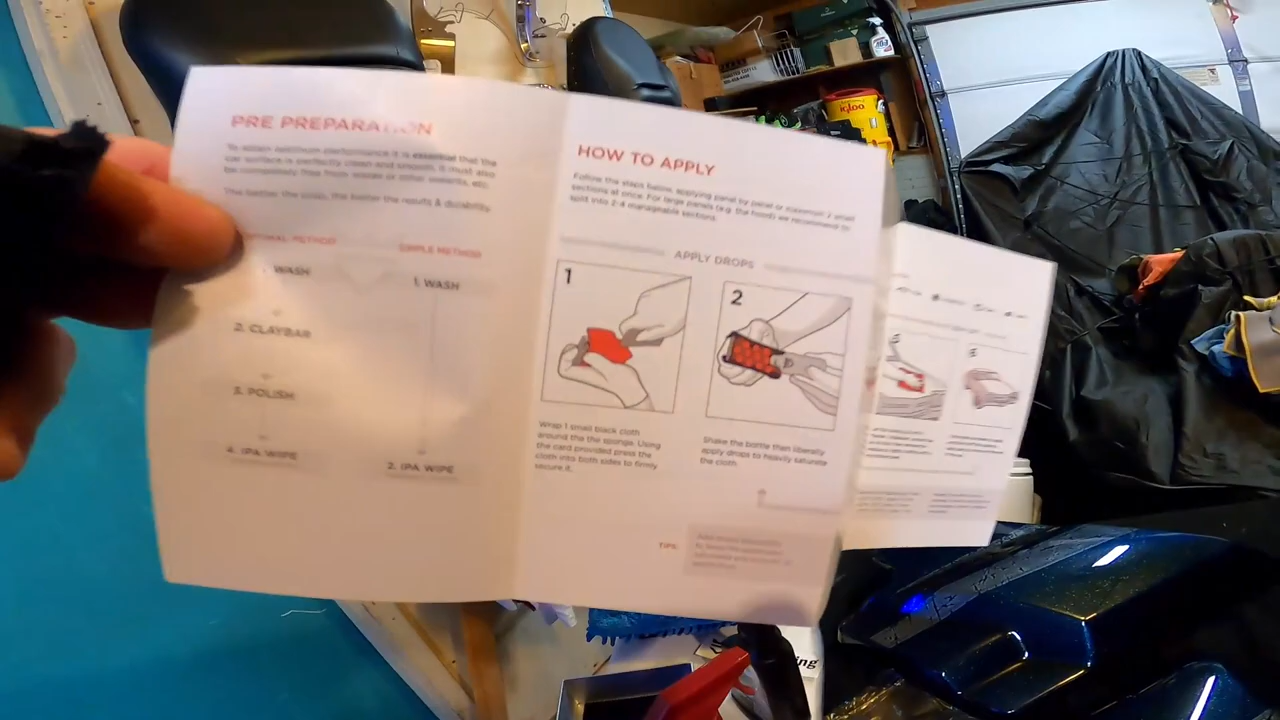 PRE PREPARATION
To obtain optimum performance it is essential that the
car surface is perfectly clean and smooth, it must also
be completely free from waxes or other sealants, etc.
The better the prep, the better the results & durability.
SIMPLE METHOD
WASH
1. WASH
2. CLAYBAR
3. POLISH
4. IPA WIPE
2. IPA WIPE
HOW TO APPLY
Follow the steps below, applying panel by panel or maximum 2 small
sections at once. For large panels (e.g. the hood) we recommend to
split into 2-4 manageable sections.
APPLY DROPS
1
2
Wrap 1 small black cloth
around the the sponge. Using
the card provided press the
cloth into both sides to firmly
secure it.
Shake the bottle then liberally
apply drops to heavily saturate
the cloth.
TIPS:
igloo
ing